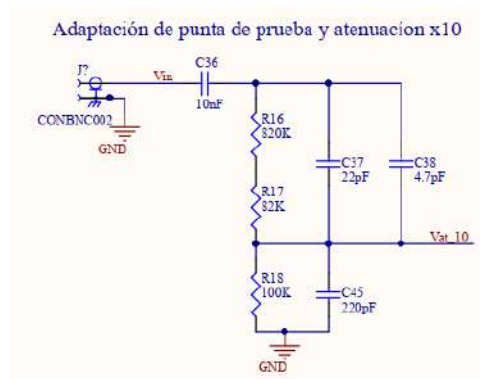 Adaptación de punta de prueba y atenuacíon x10
J?
Vin
C36
10nF
CONBNC002
GND
R16
820K
C37
22pF
C38
4.7pF
R17
82K
Vat_10
R18
100K
C45
220pF
GND